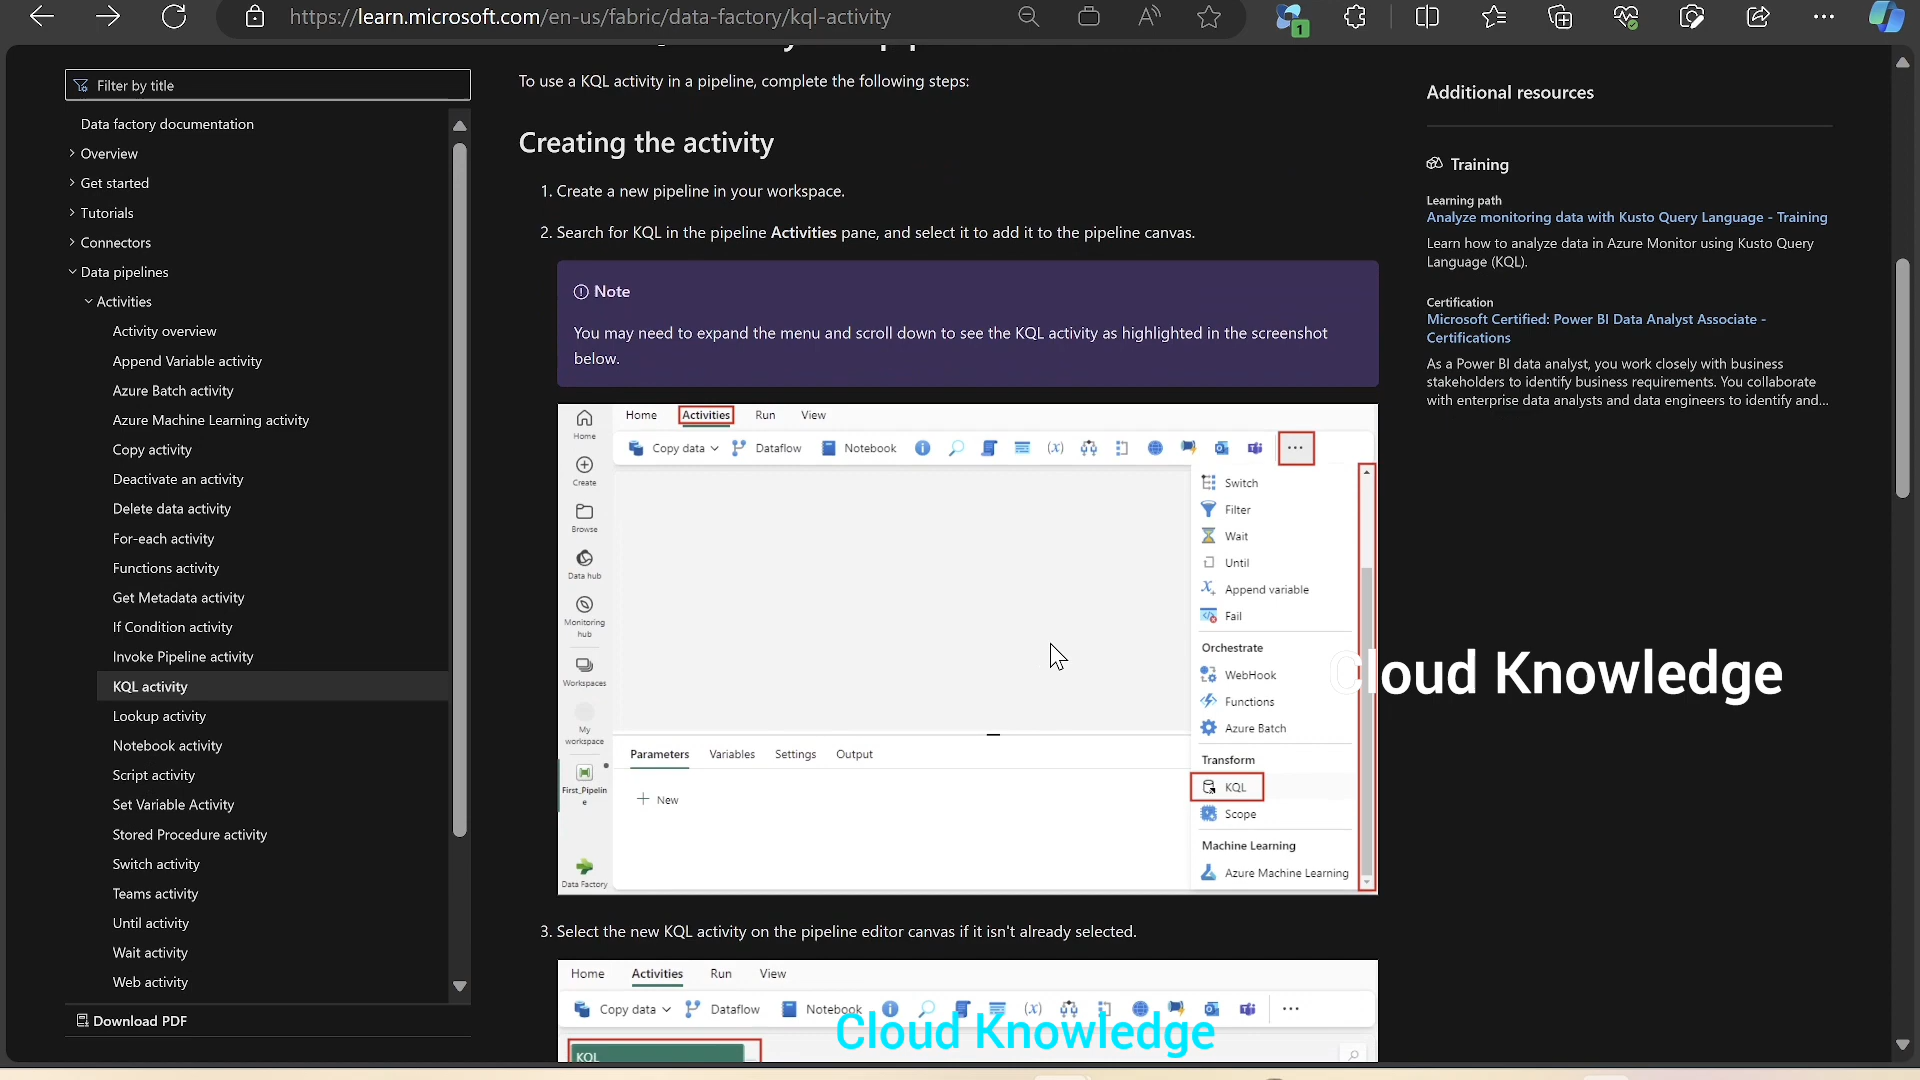 https://learn.microsoft.com/en-us/fabric/data-factory/kql-activity
1
Filter by title
Data factory documentation
Overview
Get started
Tutorials
Connectors
Data pipelines
Activities
Activity overview
Append Variable activity
Azure Batch activity
Azure Machine Learning activity
Copy activity
Deactivate an activity
Delete data activity
For-each activity
Functions activity
Get Metadata activity
If Condition activity
Invoke Pipeline activity
KQL activity
Lookup activity
Notebook activity
Script activity
Set Variable Activity
Stored Procedure activity
Switch activity
Teams activity
Until activity
Wait activity
Web activity
Download PDF
To use a KQL activity in a pipeline, complete the following steps:
Creating the activity
1. Create a new pipeline in your workspace.
2. Search for KQL in the pipeline Activities pane, and select it to add it to the pipeline canvas.
Note
You may need to expand the menu and scroll down to see the KQL activity as highlighted in the screenshot
below.
Home Activities Run View
Copy data Dataflow Notebook (x) ...
Home
Create
Browse
Data hub
Monitoring
hub
Workspaces
My
workspace
First_Pipelin
e
Data Factory
Switch
Filter
Wait
Until
Append variable
Fail
Orchestrate
WebHook
Functions
Azure Batch
Transform
KQL
Scope
Machine Learning
Azure Machine Learning
Parameters Variables Settings Output
New
3. Select the new KQL activity on the pipeline editor canvas if it isn't already selected.
Home Activities Run View
Copy data Dataflow Notebook (x) ...
KQL
Additional resources
Training
Learning path
Analyze monitoring data with Kusto Query Language - Training
Learn how to analyze data in Azure Monitor using Kusto Query
Language (KQL).
Certification
Microsoft Certified: Power BI Data Analyst Associate -
Certifications
As a Power BI data analyst, you work closely with business
stakeholders to identify business requirements. You collaborate
with enterprise data analysts and data engineers to identify and...
Cloud Knowledge
Cloud Knowledge